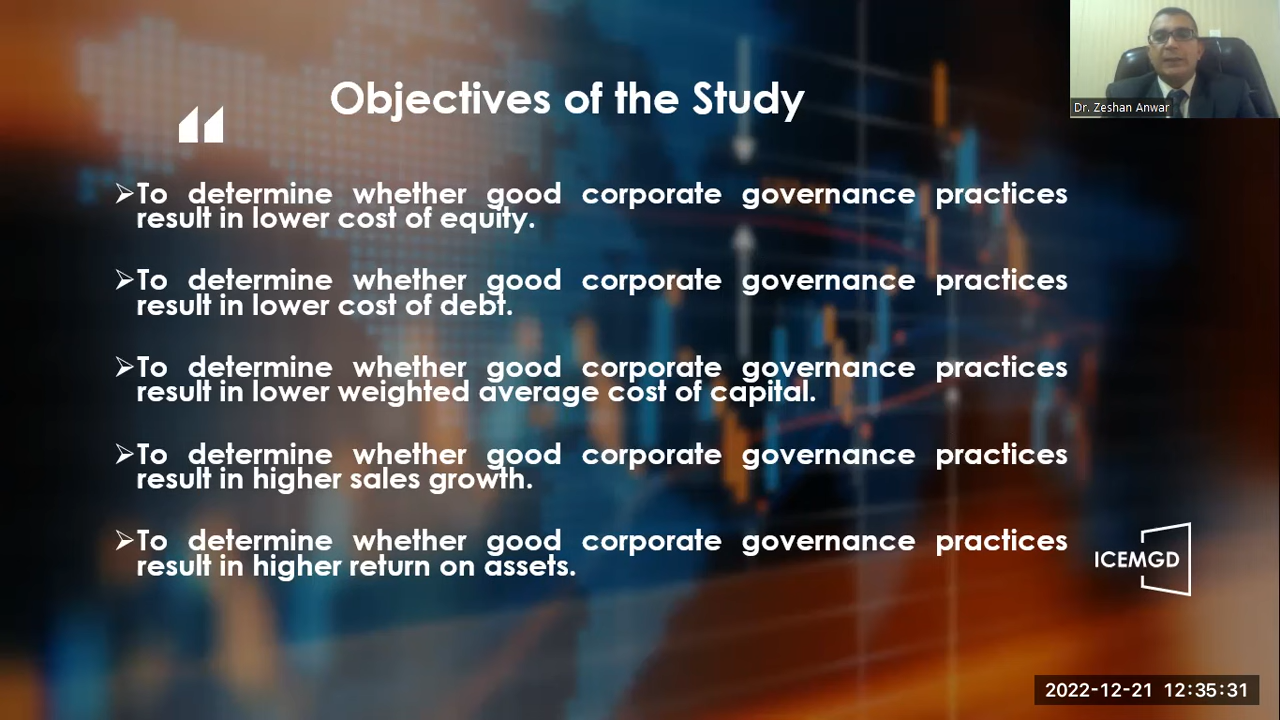 Objectives of the Study
Dr. Zeshan Anwar
➢To determine whether good corporate governance practices
result in lower cost of equity.
➢To determine whether good corporate governance practices
result in lower cost of debt.
➢To determine whether good corporate governance practices
result in lower weighted average cost of capital.
➢To determine whether good corporate governance practices
result in higher sales growth.
➢To determine whether good corporate governance practices
result in higher return on assets.
ICEMGD
2022-12-21 12:35:31